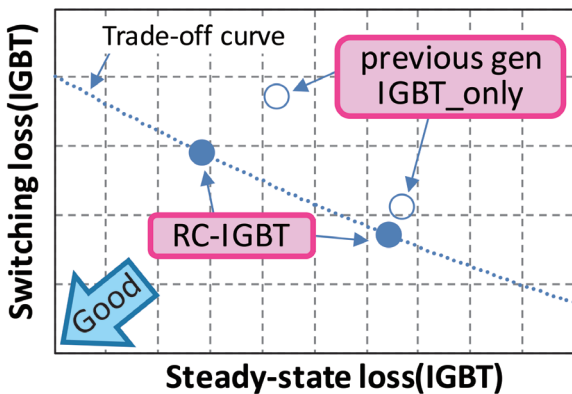 Trade-off curve
previous gen
IGBT_only
RC-IGBT
Good
Switching loss(IGBT)
Steady-state loss(IGBT)